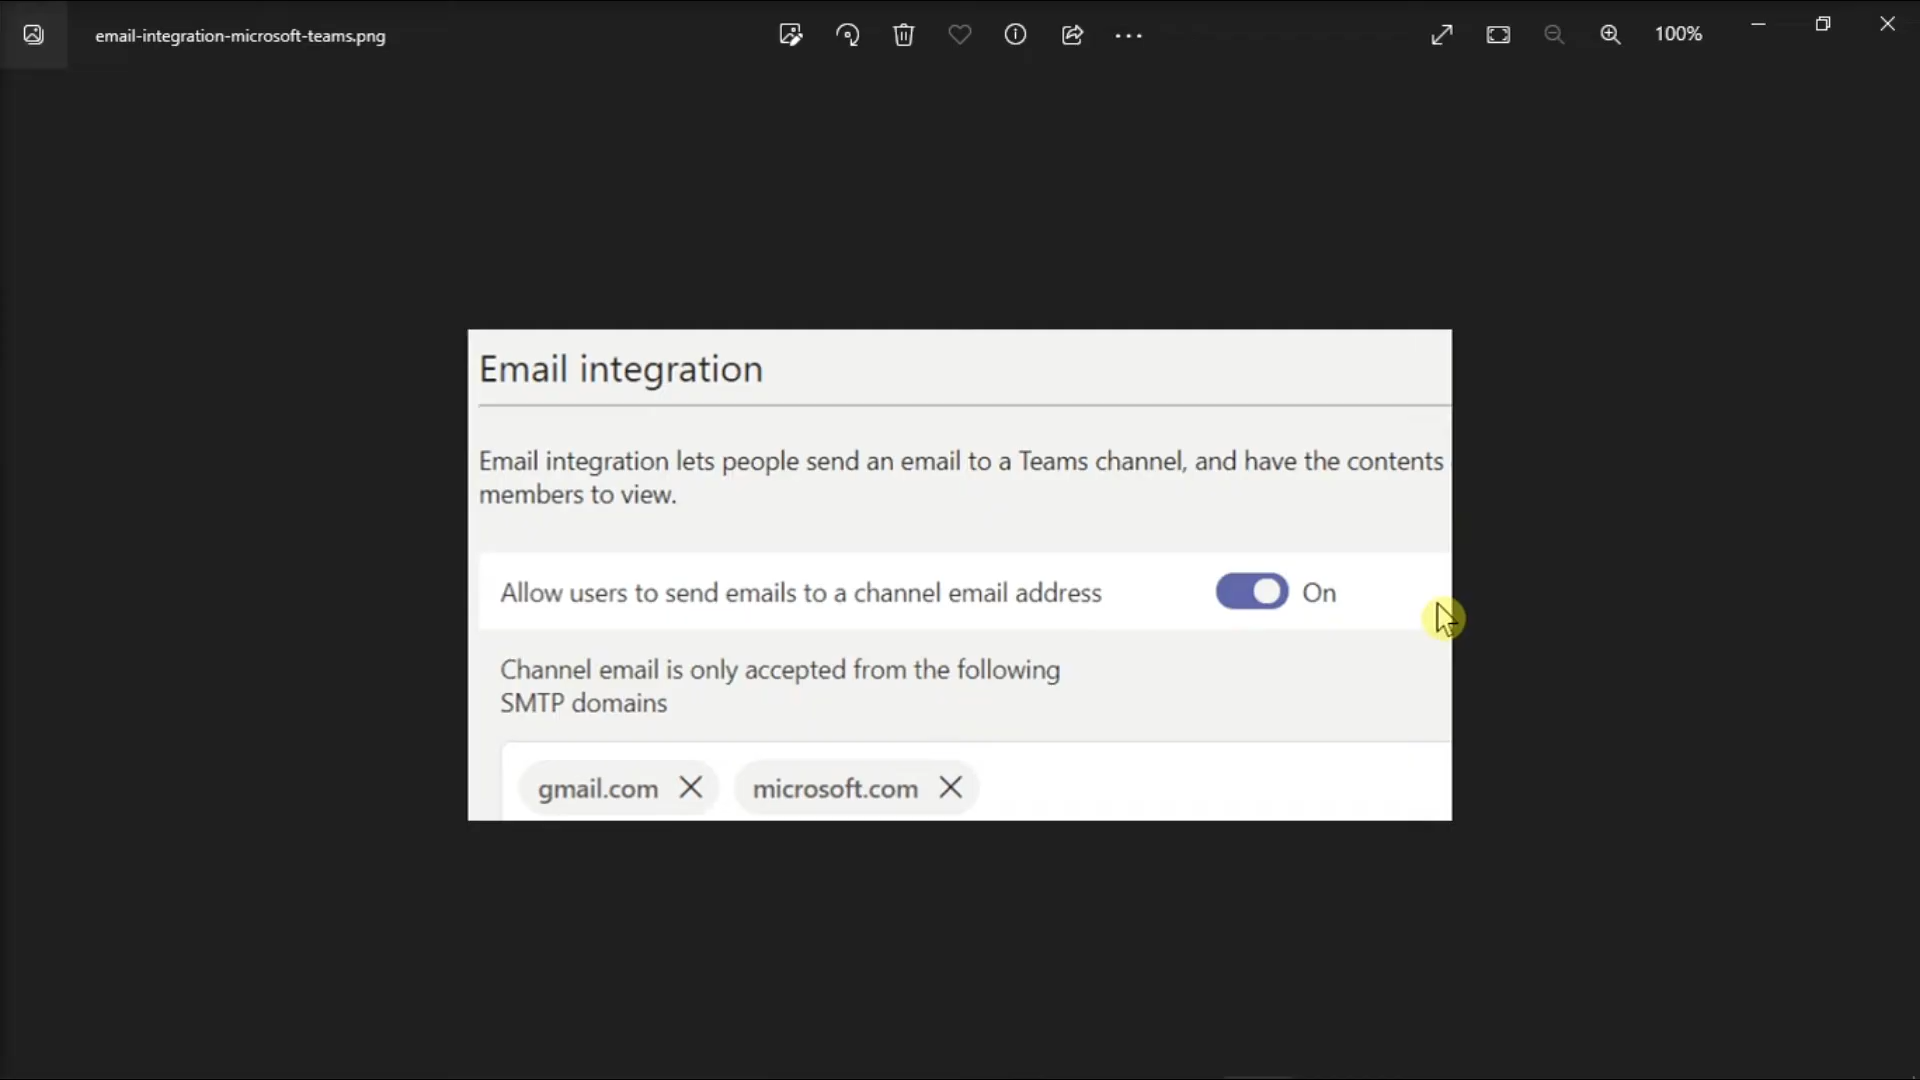 email-integration-microsoft-teams.png
100%
Email integration
Email integration lets people send an email to a Teams channel, and have the contents
members to view.
Allow users to send emails to a channel email address
On
Channel email is only accepted from the following
SMTP domains
gmail.com
microsoft.com